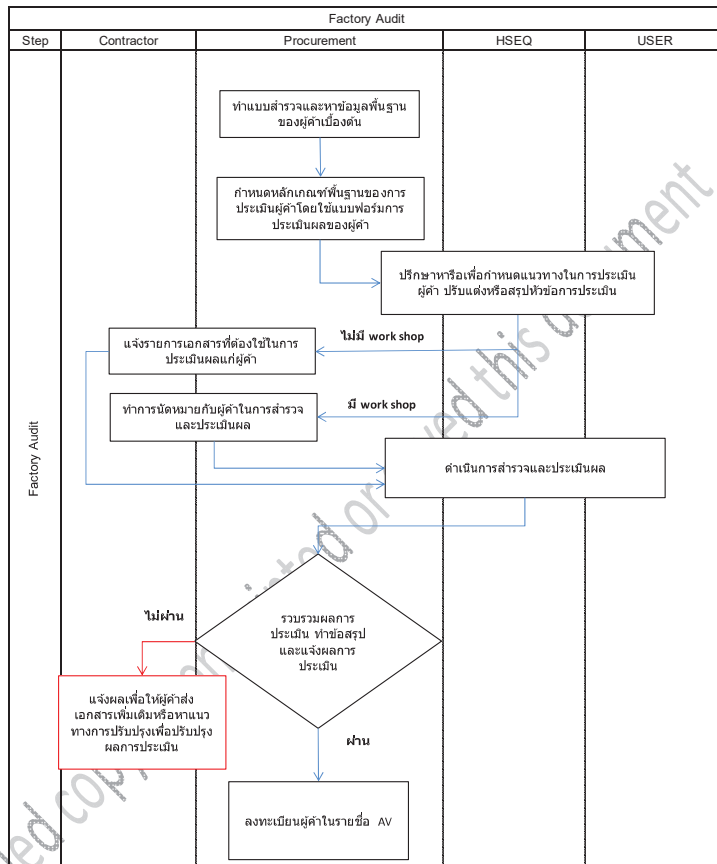 Factory Audit
Step Contractor Procurement HSEQ USER
ทำแบบสำรวจและหาข้อมูลพื้นฐาน
ของผู้ค้าเบื้องต้น
กำหนดหลักเกณฑ์พื้นฐานของการ
ประเมินผู้ค้าโดยใช้แบบฟอร์มการ
ประเมินผลของผู้ค้า
ปรึกษาหารือเพื่อกำหนดแนวทางในการประเมิน
ผู้ค้า ปรับแต่งหรือสรุปหัวข้อการประเมิน
ไม่มี work shop
แจ้งรายการเอกสารที่ต้องใช้ในการ
ประเมินผลแก่ผู้ค้า
มี work shop
ทำการนัดหมายกับผู้ค้าในการสำรวจ
และประเมินผล
Factory Audit
ดำเนินการสำรวจและประเมินผล
รวบรวมผลการ
ประเมิน ทำข้อสรุป
และแจ้งผลการ
ประเมิน
ไม่ผ่าน
แจ้งผลเพื่อให้ผู้ค้าส่ง
เอกสารเพิ่มเติมหรือหาแนว
ทางการปรับปรุงเพื่อปรับปรุง
ผลการประเมิน
ผ่าน
ลงทะเบียนผู้ค้าในรายชื่อ AV
this document